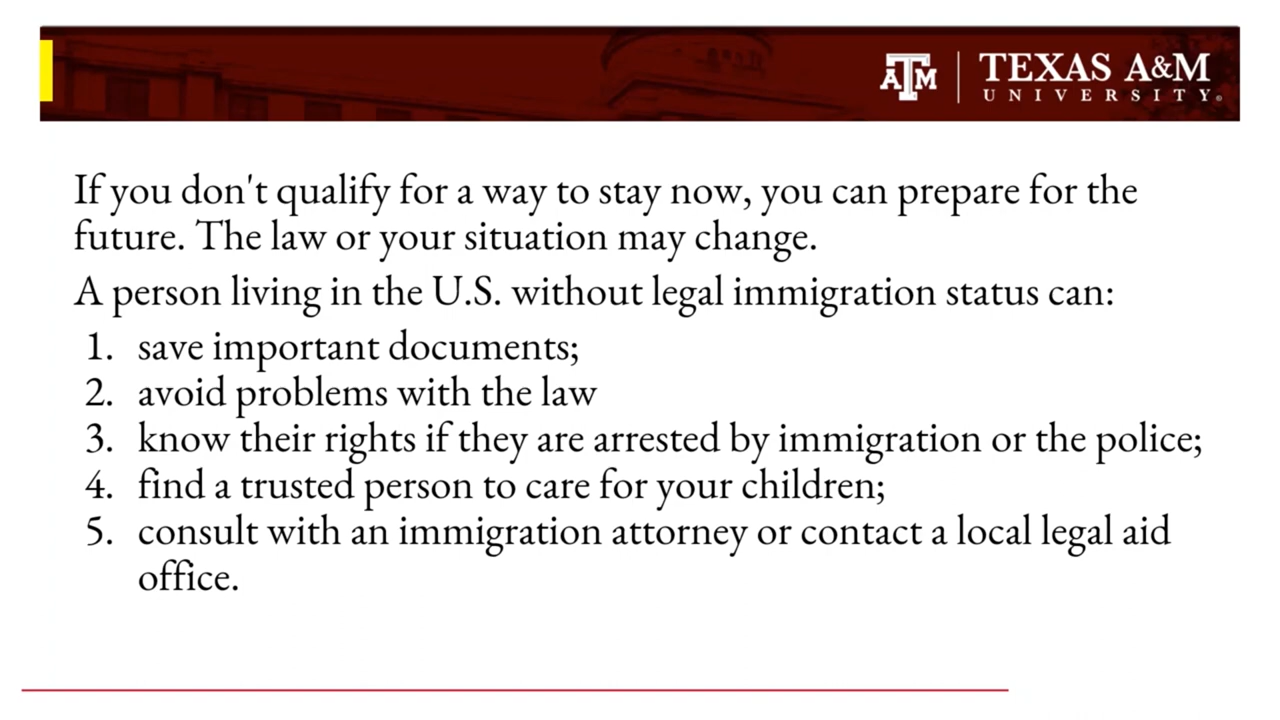 ATM
TEXAS A&M
UNIVERSITY®
If you don't qualify for a way to stay now, you can prepare for the
future. The law or your situation may change.
A person living in the U.S. without legal immigration status can:
1. save important documents;
2. avoid problems with the law
3. know their rights if they are arrested by immigration or the police;
4. find a trusted person to care for your children;
5. consult with an immigration attorney or contact a local legal aid
office.